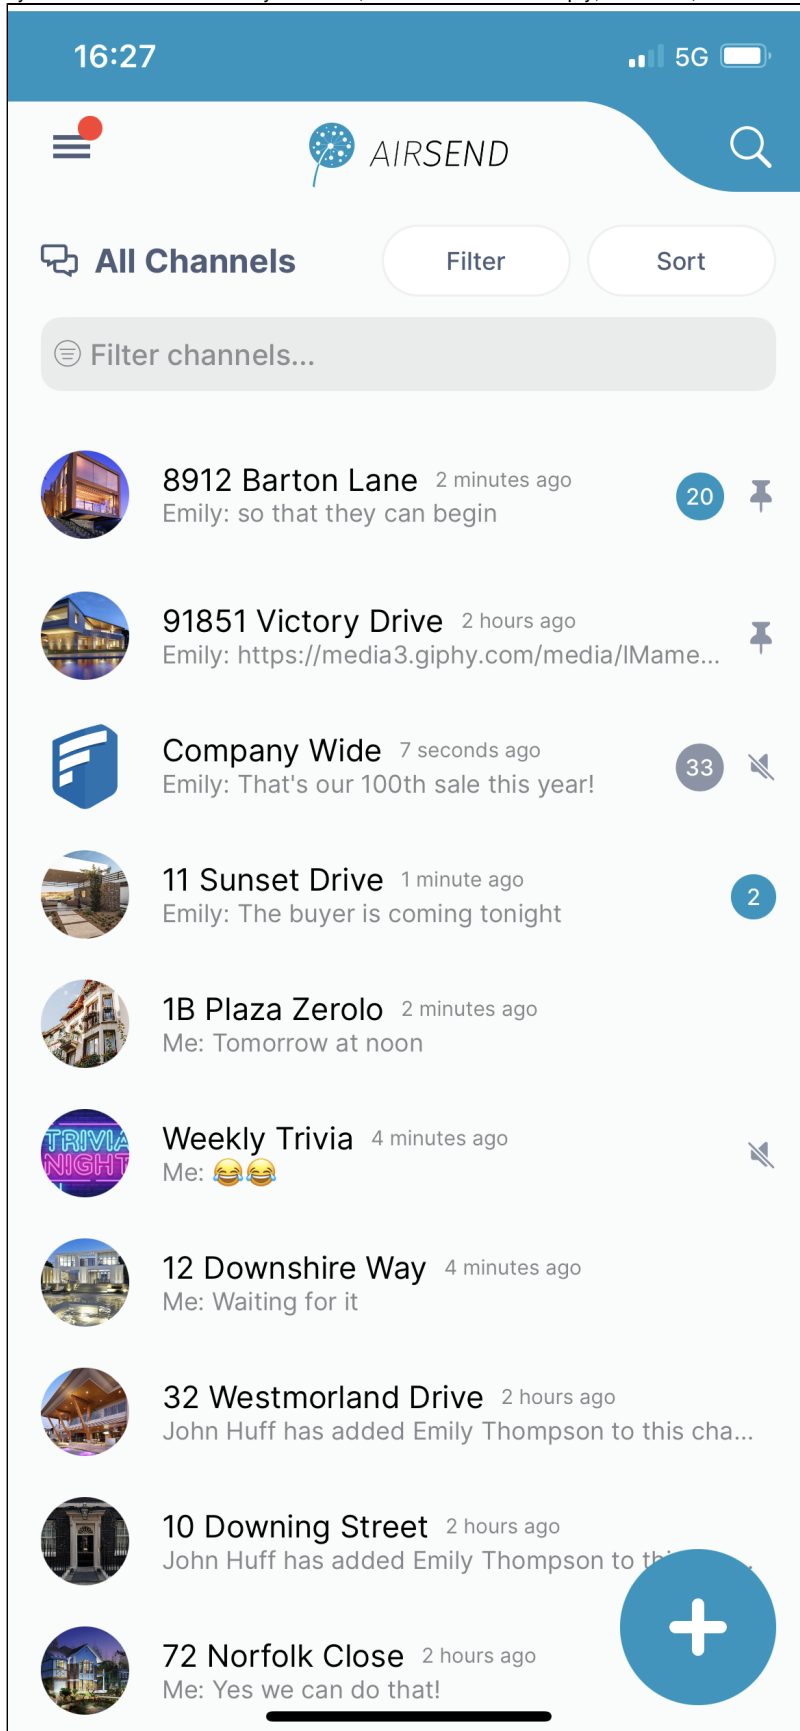 16:27
5G
AIRSEND
All Channels
Filter
Sort
Filter channels...
8912 Barton Lane 2 minutes ago
Emily: so that they can begin
20
91851 Victory Drive 2 hours ago
Emily: https://media3.giphy.com/media/lMame...
Company Wide 7 seconds ago
Emily: That's our 100th sale this year!
33
11 Sunset Drive 1 minute ago
Emily: The buyer is coming tonight
2
1B Plaza Zerolo 2 minutes ago
Me: Tomorrow at noon
TRIVIA
NIGHT
Weekly Trivia 4 minutes ago
Me: 😂😂
12 Downshire Way 4 minutes ago
Me: Waiting for it
32 Westmorland Drive 2 hours ago
John Huff has added Emily Thompson to this cha...
10 Downing Street 2 hours ago
John Huff has added Emily Thompson to
72 Norfolk Close 2 hours ago
Me: Yes we can do that!